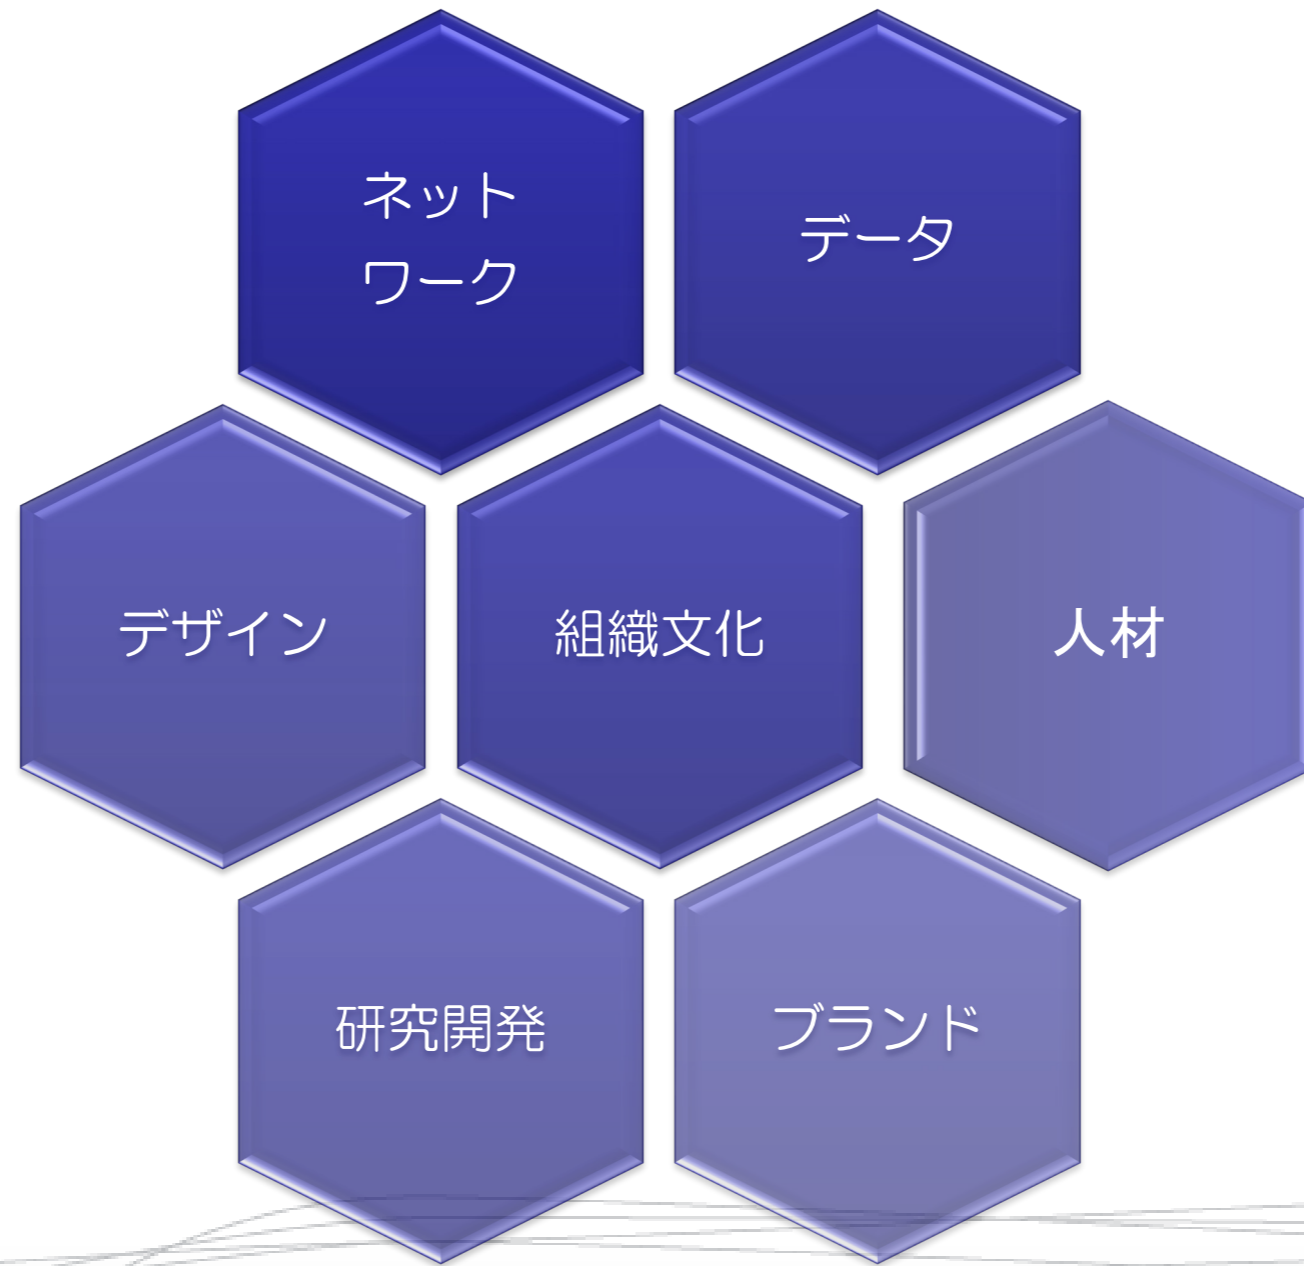 ネット
ワーク
データ
デザイン
組織文化
人材
研究開発
ブランド